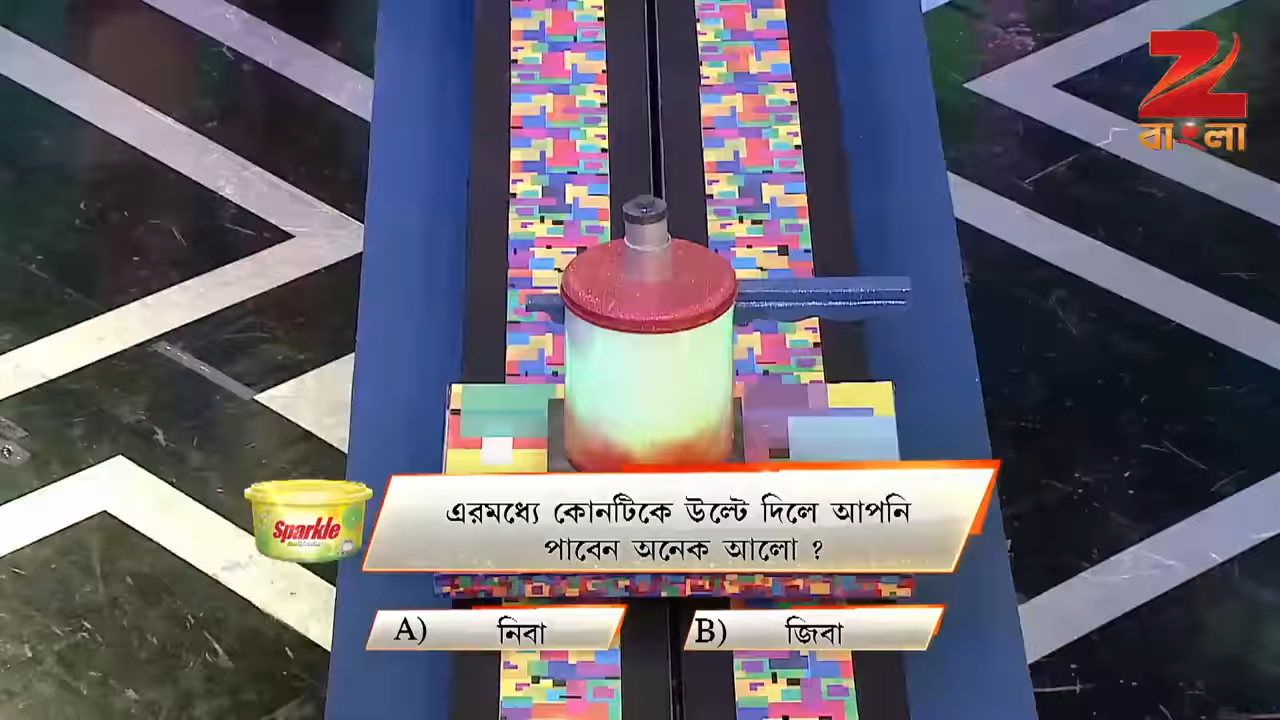 বাংলা
এরমধ্যে কোনটিকে উল্টে দিলে আপনি
পাবেন অনেক আলো ?
Sparkle
A) নিবা
B) জিবা